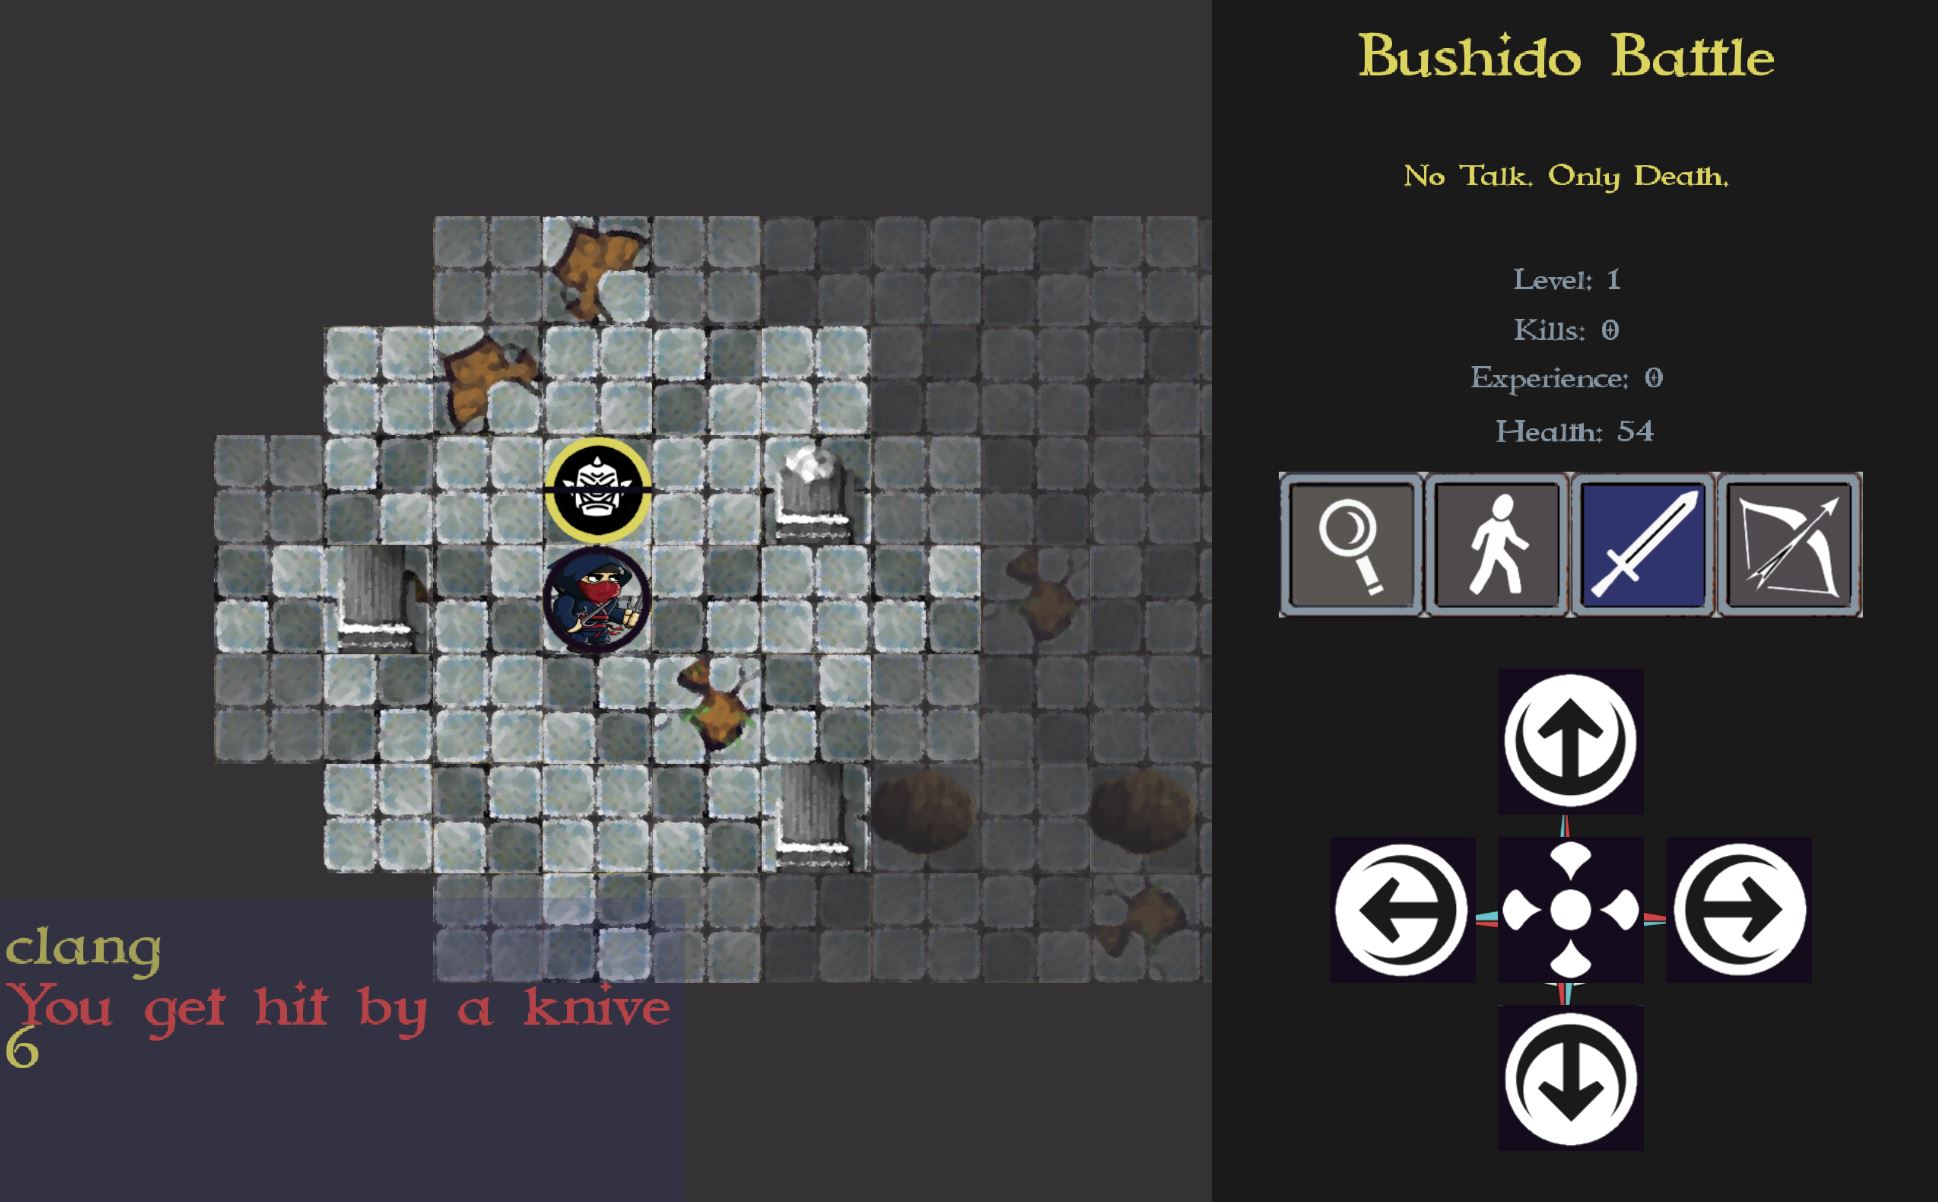 Bushido Battle
No Talk. Only Death.
Level: 1
Kills: 0
Experience: 0
Health: 54
clang
You get hit by a knive
6